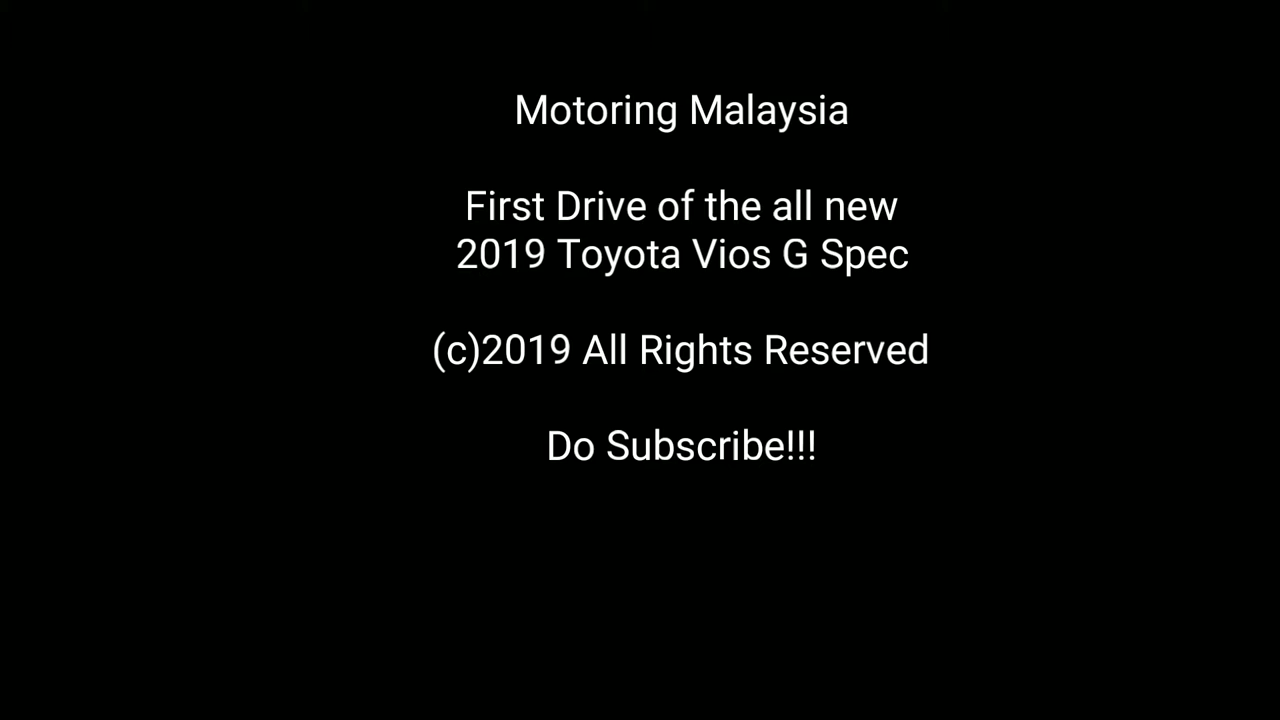 Motoring Malaysia
First Drive of the all new
2019 Toyota Vios G Spec
(c)2019 All Rights Reserved
Do Subscribe!!!